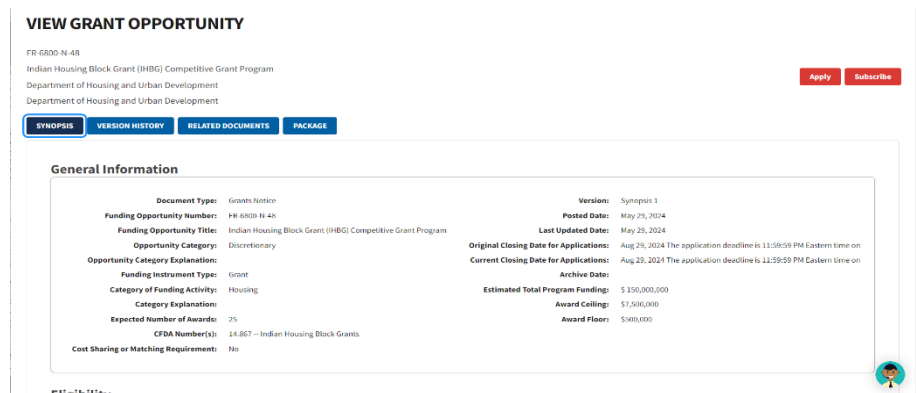 VIEW GRANT OPPORTUNITY
FR-6800-N-48
Indian Housing Block Grant (IHBG) Competitive Grant Program
Department of Housing and Urban Development
Department of Housing and Urban Development
Apply Subscribe
SYNOPSIS VERSION HISTORY RELATED DOCUMENTS PACKAGE
General Information
Document Type: Grants Notice
Funding Opportunity Number: FR-6800-N-48
Funding Opportunity Title: Indian Housing Block Grant (IHBG) Competitive Grant Program
Opportunity Category: Discretionary
Opportunity Category Explanation:
Funding Instrument Type: Grant
Category of Funding Activity: Housing
Category Explanation:
Expected Number of Awards: 25
CFDA Number(s): 14.867 -- Indian Housing Block Grants
Cost Sharing or Matching Requirement: No
Version: Synopsis 1
Posted Date: May 29, 2024
Last Updated Date: May 29, 2024
Original Closing Date for Applications: Aug 29, 2024 The application deadline is 11:59:59 PM Eastern time on
Current Closing Date for Applications: Aug 29, 2024 The application deadline is 11:59:59 PM Eastern time on
Archive Date:
Estimated Total Program Funding: $ 150,000,000
Award Ceiling: $7,500,000
Award Floor: $500,000